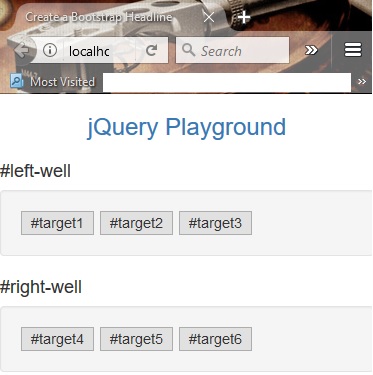 Create a Bootstrap Headline
localhc
Search
Most Visited
jQuery Playground
#left-well
#target1 #target2 #target3
#right-well
#target4 #target5 #target6